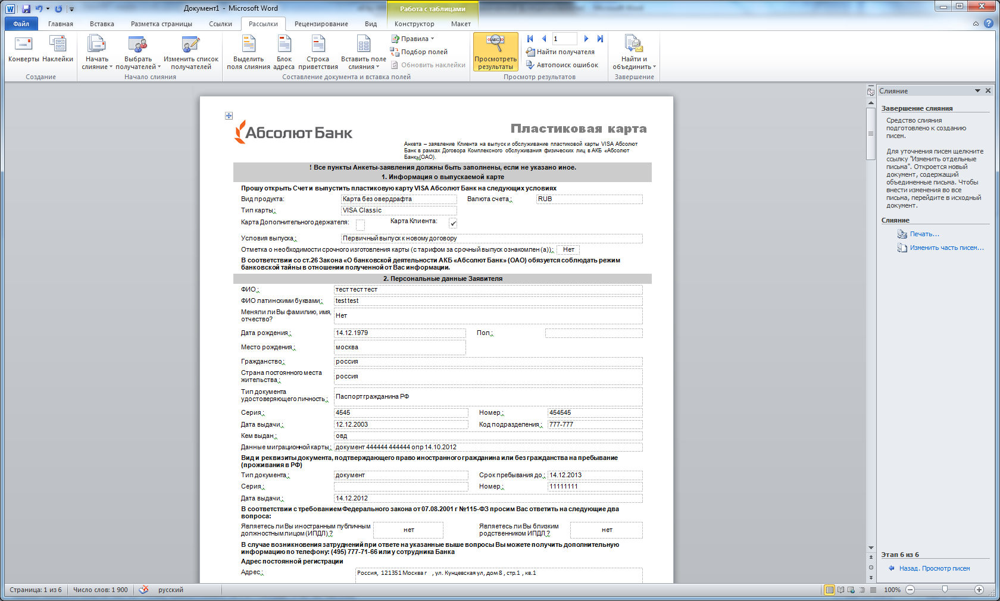 Документ1 - Microsoft Word
Работа с таблицами
Файл Главная Вставка Разметка страницы Ссылки Рассылки Рецензирование Вид Конструктор Макет
Конверты Наклейки
Создание
Начать слияние
Выбрать получателей
Изменить список получателей
Начало слияния
Выделить поля слияния
Блок адреса
Строка приветствия
Вставить поле слияния
Правила
Подбор полей
Обновить наклейки
Составление документа и вставка полей
Просмотреть результаты
1
Найти получателя
Автопоиск ошибок
Просмотр результатов
Найти и объединить
Завершение
Абсолют Банк
Пластиковая карта
Анкета – заявление Клиента на выпуск и обслуживание пластиковой карты VISA Абсолют
Банк в рамках Договора Комплексного обслуживания физических лиц в АКБ «Абсолют
Банк»(ОАО).
! Все пункты Анкеты-заявления должны быть заполнены, если не указано иное.
1. Информация о выпускаемой карте
Прошу открыть Счет и выпустить пластиковую карту VISA Абсолют Банк на следующих условиях
Вид продукта: Карта без овердрафта Валюта счета: RUB
Тип карты: VISA Classic
Карта Дополнительного держателя: Карта Клиента: ✓
Условия выпуска: Первичный выпуск к новому договору
Отметка о необходимости срочного изготовления карты (с тарифом за срочный выпуск ознакомлен (а)): Нет
В соответствии со ст.26 Закона «О банковской деятельности АКБ «Абсолют Банк» (ОАО) обязуется соблюдать режим
банковской тайны в отношении полученной от Вас информации.
2. Персональные данные Заявителя
ФИО: тест тест тест
ФИО латинскими буквами: test test
Меняли ли Вы фамилию, имя,
отчество? Нет
Дата рождения: 14.12.1979 Пол:
Место рождения: москва
Гражданство: россия
Страна постоянного места
жительства: россия
Тип документа
удостоверяющего личность: Паспорт гражданина РФ
Серия: 4545 Номер: 454545
Дата выдачи: 12.12.2003 Код подразделения: 777-777
Кем выдан: овд
Данные миграционной карты: документ 444444 444444 опр 14.10.2012
Вид и реквизиты документа, подтверждающего право иностранного гражданина или без гражданства на пребывание
(проживания в РФ)
Тип документа: документ Срок пребывания до: 14.12.2013
Серия: Номер: 11111111
Дата выдачи: 14.12.2012
В соответствии с требованием Федерального закона от 07.08.2001 г №115-ФЗ просим Вас ответить на следующие два
вопроса:
Являетесь ли Вы иностранным публичным
должностным лицом (ИПДЛ)? нет
Являетесь ли Вы близким
родственником ИПДЛ? нет
В случае возникновения затруднений при ответе на указанные выше вопросы Вы можете получить дополнительную
информацию по телефону: (495) 777-71-66 или у сотрудника Банка
Адрес постоянной регистрации
Адрес: Россия, 121351 Москва г , ул. Кунцевская ул, дом 8 , стр.1 , кв.1
Слияние
Завершение слияния
Средство слияния
подготовлено к созданию
писем.
Для уточнения писем щелкните
ссылку "Изменить отдельные
письма". Откроется новый
документ, содержащий
объединенные письма. Чтобы
внести изменения во все
письма, перейдите в исходный
документ.
Слияние
Печать...
Изменить часть писем...
Этап 6 из 6
Назад. Просмотр писем
Страница: 1 из 6 Число слов: 1 900 русский 100%